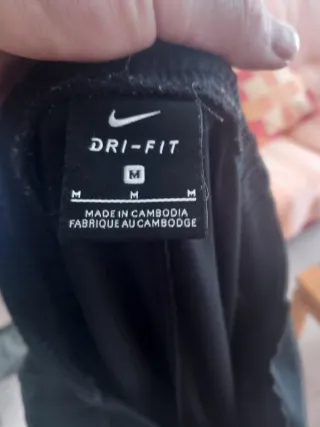 DRI-FIT
M
M M M
MADE IN CAMBODIA
FABRIQUE AU CAMBODGE